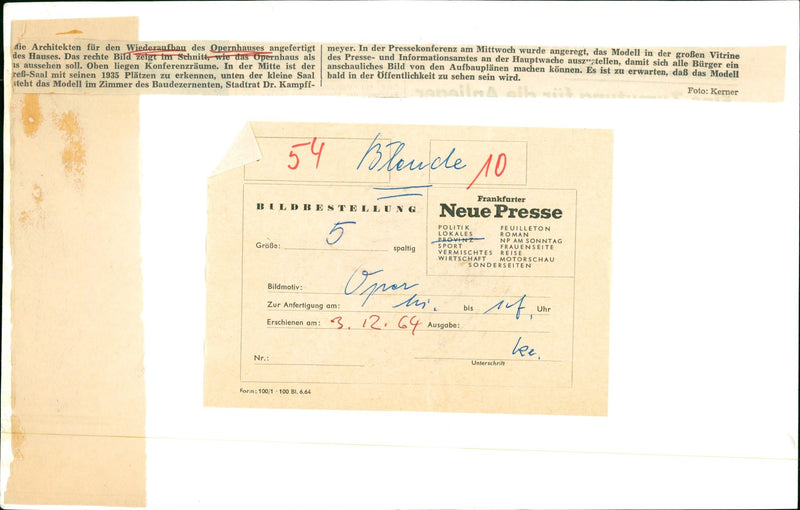 die Architekten für den Wiederaufbau des Opernhauses angefertigt
des Hauses. Das rechte Bild zeigt im Schnitt, wie das Opernhaus als
s aussehen soll. Oben liegen Konferenzräume. In der Mitte ist der
reß-Saal mit seinen 1935 Plätzen zu erkennen, unten der kleine Saal
steht das Modell im Zimmer des Baudezernenten, Stadtrat Dr. Kampf-
meyer. In der Pressekonferenz am Mittwoch wurde angeregt, das Modell in der großen Vitrine
des Presse- und Informationsamtes an der Hauptwache auszustellen, damit sich alle Bürger ein
anschauliches Bild von den Aufbauplänen machen können. Es ist zu erwarten, daß das Modell
bald in der Öffentlichkeit zu sehen sein wird.
Foto: Kerner
54 Blende 10
BILDBESTELLUNG
Größe: 5 spaltig
Frankfurter
Neue Presse
POLITIK FEUILLETON
LOKALES ROMAN
PROVINZ NP AM SONNTAG
SPORT FRAUENSEITE
VERMISCHTES REISE
WIRTSCHAFT MOTORSCHAU
SONDERSEITEN
Bildmotiv: Oper
Zur Anfertigung am: bis Uhr
Erschienen am: 3.12.64 Ausgabe:
ke.
Nr.: Unterschrift
Form: 100/1 · 100 Bl. 6.64